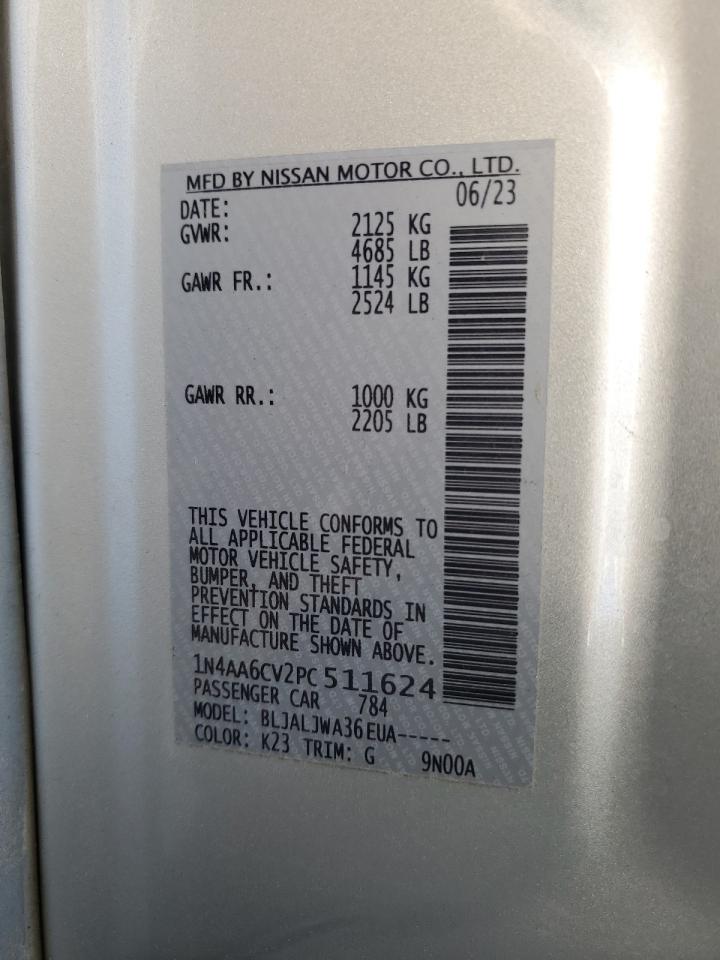 MFD BY NISSAN MOTOR CO., LTD.
DATE: 06/23
GVWR: 2125 KG
4685 LB
GAWR FR.: 1145 KG
2524 LB
GAWR RR.: 1000 KG
2205 LB
THIS VEHICLE CONFORMS TO
ALL APPLICABLE FEDERAL
MOTOR VEHICLE SAFETY,
BUMPER, AND THEFT
PREVENTION STANDARDS IN
EFFECT ON THE DATE OF
MANUFACTURE SHOWN ABOVE.
1N4AA6CV2PC511624
PASSENGER CAR 784
MODEL: BLJALJWA36EUA-----
COLOR: K23 TRIM: G 9N00A